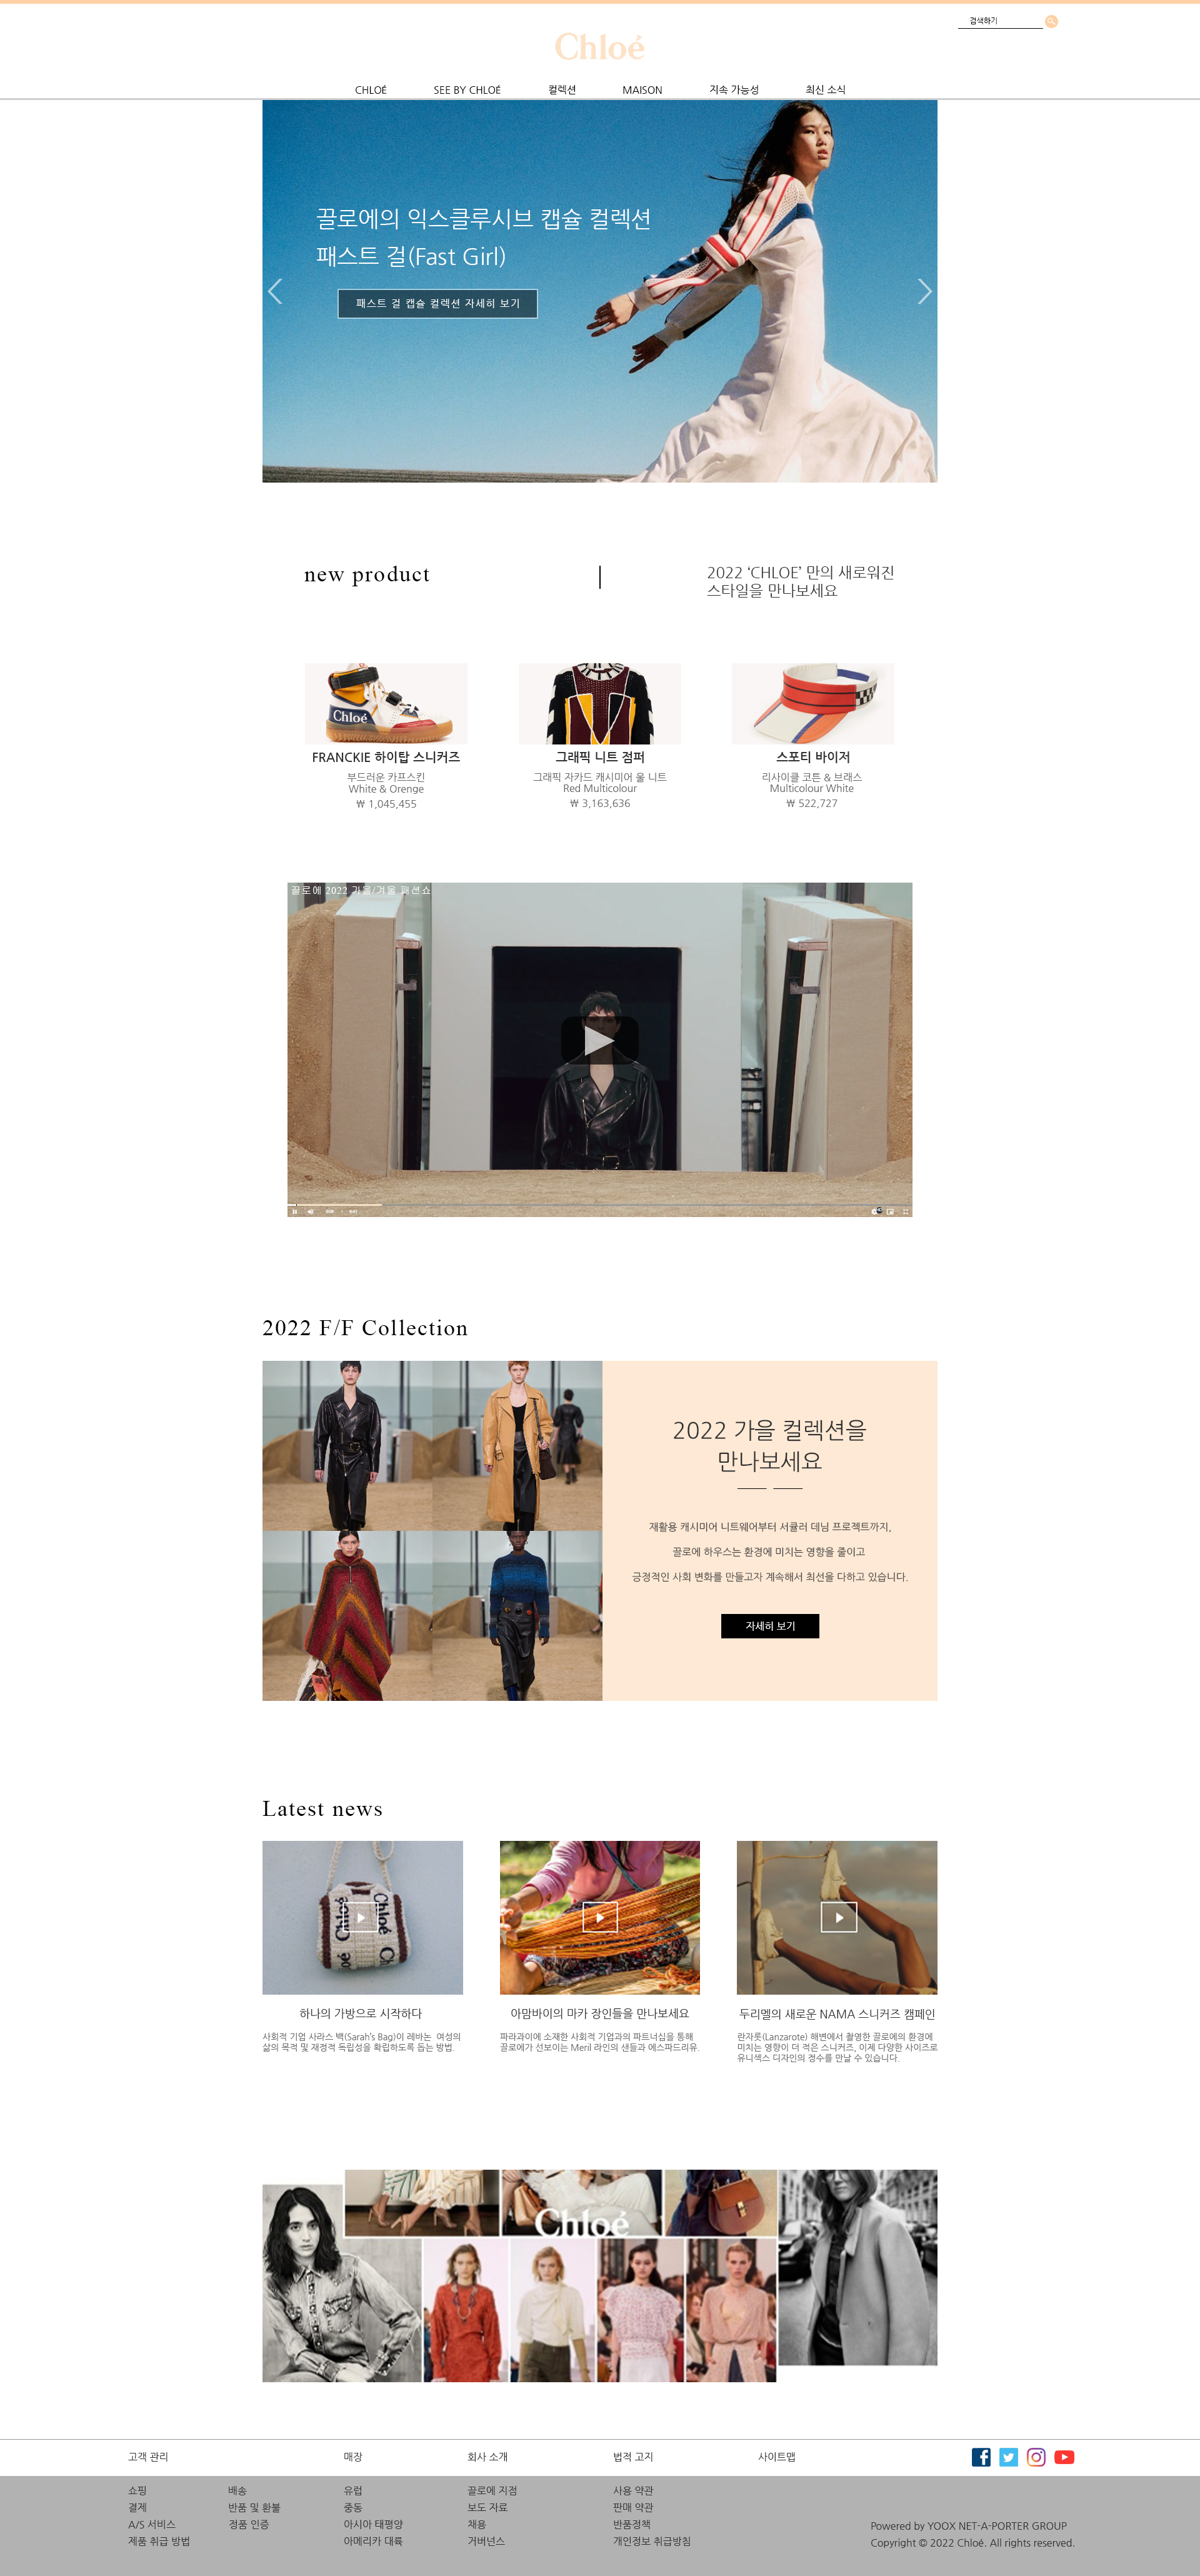 검색하기
Chloé
CHLOÉ SEE BY CHLOÉ 컬렉션 MAISON 지속 가능성 최신 소식
끌로에의 익스클루시브 캡슐 컬렉션
패스트 걸(Fast Girl)
패스트 걸 캡슐 컬렉션 자세히 보기
new product
2022 ‘CHLOE’ 만의 새로워진
스타일을 만나보세요
Chloé
FRANCKIE 하이탑 스니커즈
부드러운 카프스킨
White & Orenge
₩ 1,045,455
그래픽 니트 점퍼
그래픽 자카드 캐시미어 울 니트
Red Multicolour
₩ 3,163,636
스포티 바이저
리사이클 코튼 & 브래스
Multicolour White
₩ 522,727
끌로에 2022 가을/겨울 패션쇼
2022 F/F Collection
2022 가을 컬렉션을
만나보세요
재활용 캐시미어 니트웨어부터 서큘러 데님 프로젝트까지,
끌로에 하우스는 환경에 미치는 영향을 줄이고
긍정적인 사회 변화를 만들고자 계속해서 최선을 다하고 있습니다.
자세히 보기
Latest news
Chloé Chloé
하나의 가방으로 시작하다
사회적 기업 사라스 백(Sarah's Bag)이 레바논 여성의
삶의 목적 및 재정적 독립성을 확립하도록 돕는 방법.
아맘바이의 마카 장인들을 만나보세요
파라과이에 소재한 사회적 기업과의 파트너십을 통해
끌로에가 선보이는 Meril 라인의 샌들과 에스파드리유.
두리멜의 새로운 NAMA 스니커즈 캠페인
란자롯(Lanzarote) 해변에서 촬영한 끌로에의 환경에
미치는 영향이 더 적은 스니커즈, 이제 다양한 사이즈로
유니섹스 디자인의 정수를 만날 수 있습니다.
Chloé
고객 관리 매장 회사 소개 법적 고지 사이트맵
쇼핑 배송 유럽 끌로에 지점 사용 약관
결제 반품 및 환불 중동 보도 자료 판매 약관
A/S 서비스 정품 인증 아시아 태평양 채용 반품정책
제품 취급 방법 아메리카 대륙 거버넌스 개인정보 취급방침
Powered by YOOX NET-A-PORTER GROUP
Copyright © 2022 Chloé. All rights reserved.